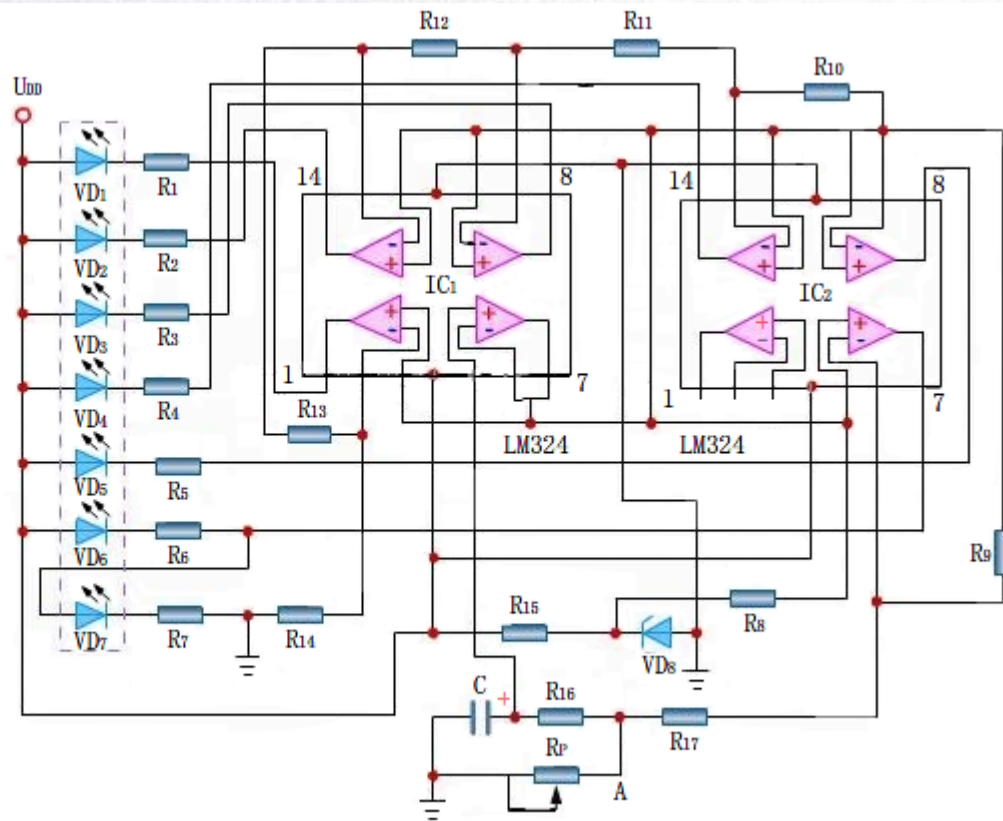 R12
R11
R10
UDD
VD1
R1
14
8
14
8
VD2
R2
- -
+ +
IC1
- -
+ +
IC2
VD3
R3
+ +
- -
+ +
- -
1
7
1
7
VD4
R4
R13
LM324
LM324
VD5
R5
VD6
R6
R9
VD7
R7
R14
R15
VD8
R8
C
+
R16
R17
RP
A